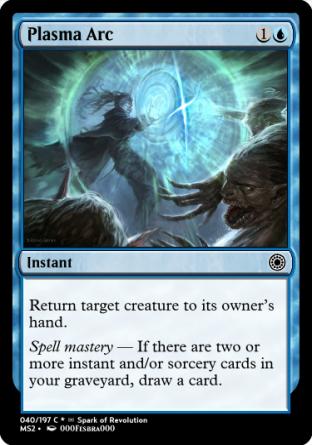 Plasma Arc
1
Instant
Return target creature to its owner's
hand.
Spell mastery — If there are two or
more instant and/or sorcery cards in
your graveyard, draw a card.
040/197 C * ∞ Spark of Revolution
MS2 •